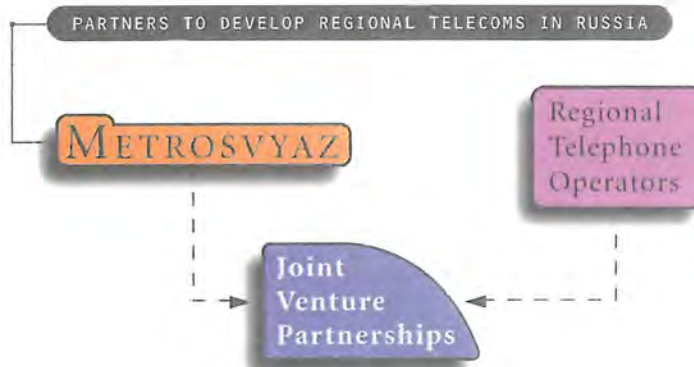 PARTNERS TO DEVELOP REGIONAL TELECOMS IN RUSSIA
METROSVYAZ
Regional
Telephone
Operators
Joint
Venture
Partnerships